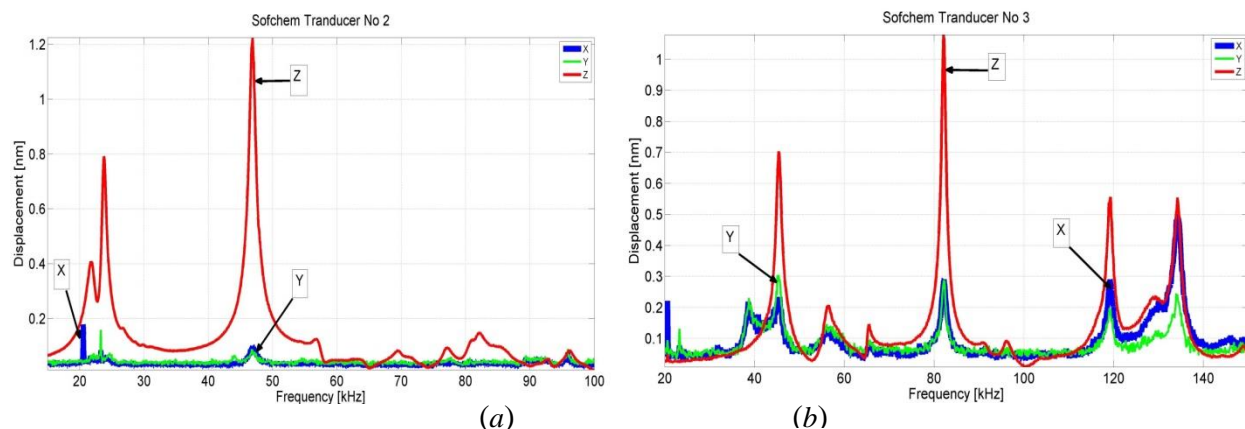 Sofchem Tranducer No 2
Displacement [nm]
1.2
1
0.8
0.6
0.4
0.2
20 30 40 50 60 70 80 90 100
Frequency [kHz]
X
Y
Z
Z
X
Y
(a)
Sofchem Tranducer No 3
Displacement [nm]
1
0.9
0.8
0.7
0.6
0.5
0.4
0.3
0.2
0.1
20 40 60 80 100 120 140
Frequency [kHz]
X
Y
Z
Z
Y
X
(b)